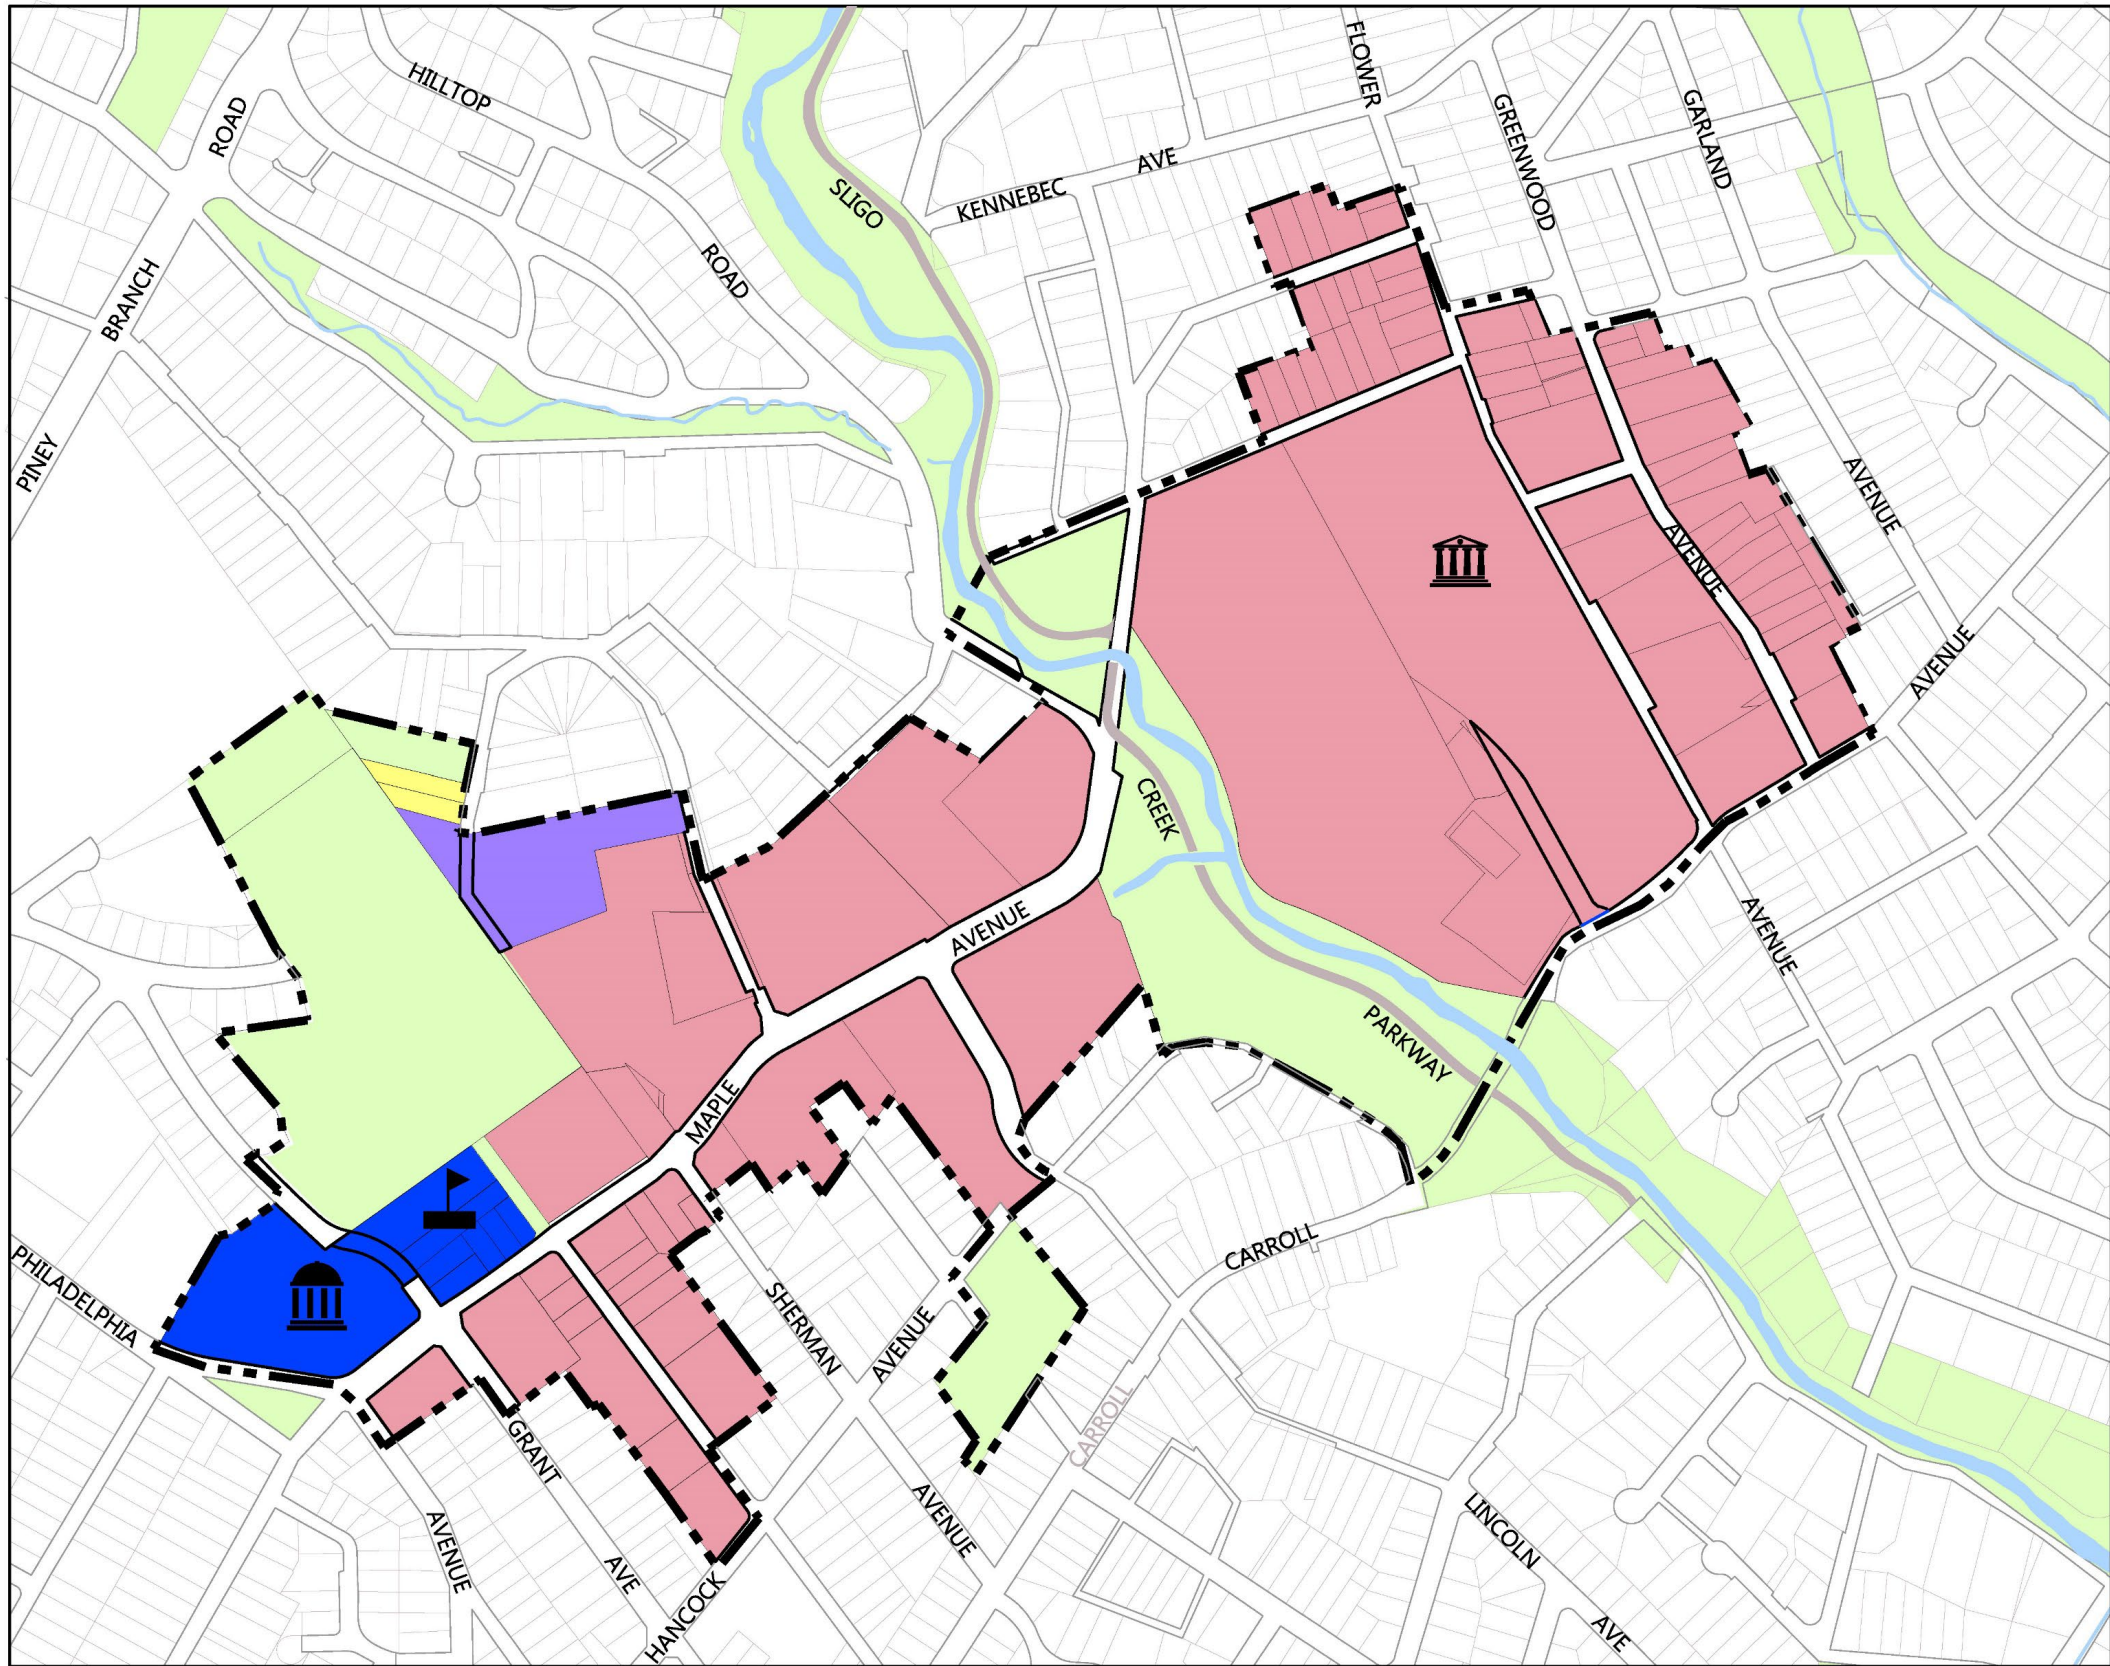 HILLTOP
ROAD
FLOWER
GREENWOOD
GARLAND
AVE
KENNEBEC
SLIGO
ROAD
BRANCH
PINEY
AVENUE
AVENUE
AVENUE
CREEK
AVENUE
AVENUE
PARKWAY
MAPLE
CARROLL
PHILADELPHIA
SHERMAN
AVENUE
CARROLL
GRANT
AVENUE
AVENUE
LINCOLN
AVE
HANCOCK
AVE